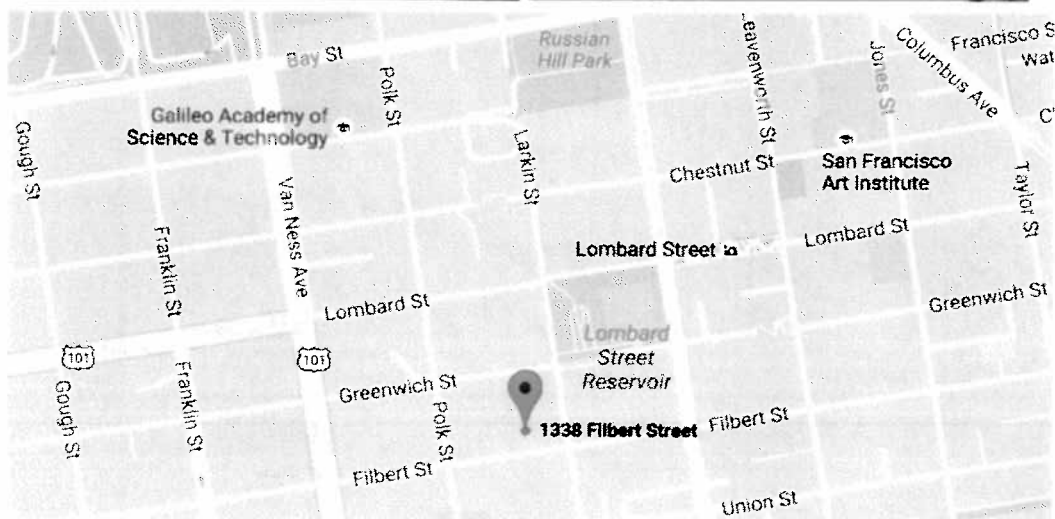 Bay St
Polk St
Russian
Hill Park
eavenworth St
Jones St
Columbus Ave
Francisco S
Wat
Galileo Academy of
Science & Technology
Gough St
Larkin St
Chestnut St
San Francisco
Art Institute
C
Taylor St
Van Ness Ave
Franklin St
Lombard Street
Lombard St
Lombard St
Greenwich St
Lombard
Street
Reservoir
101
101
Greenwich St
Gough St
Franklin St
Polk St
1338 Filbert Street
Filbert St
Filbert St
Union St